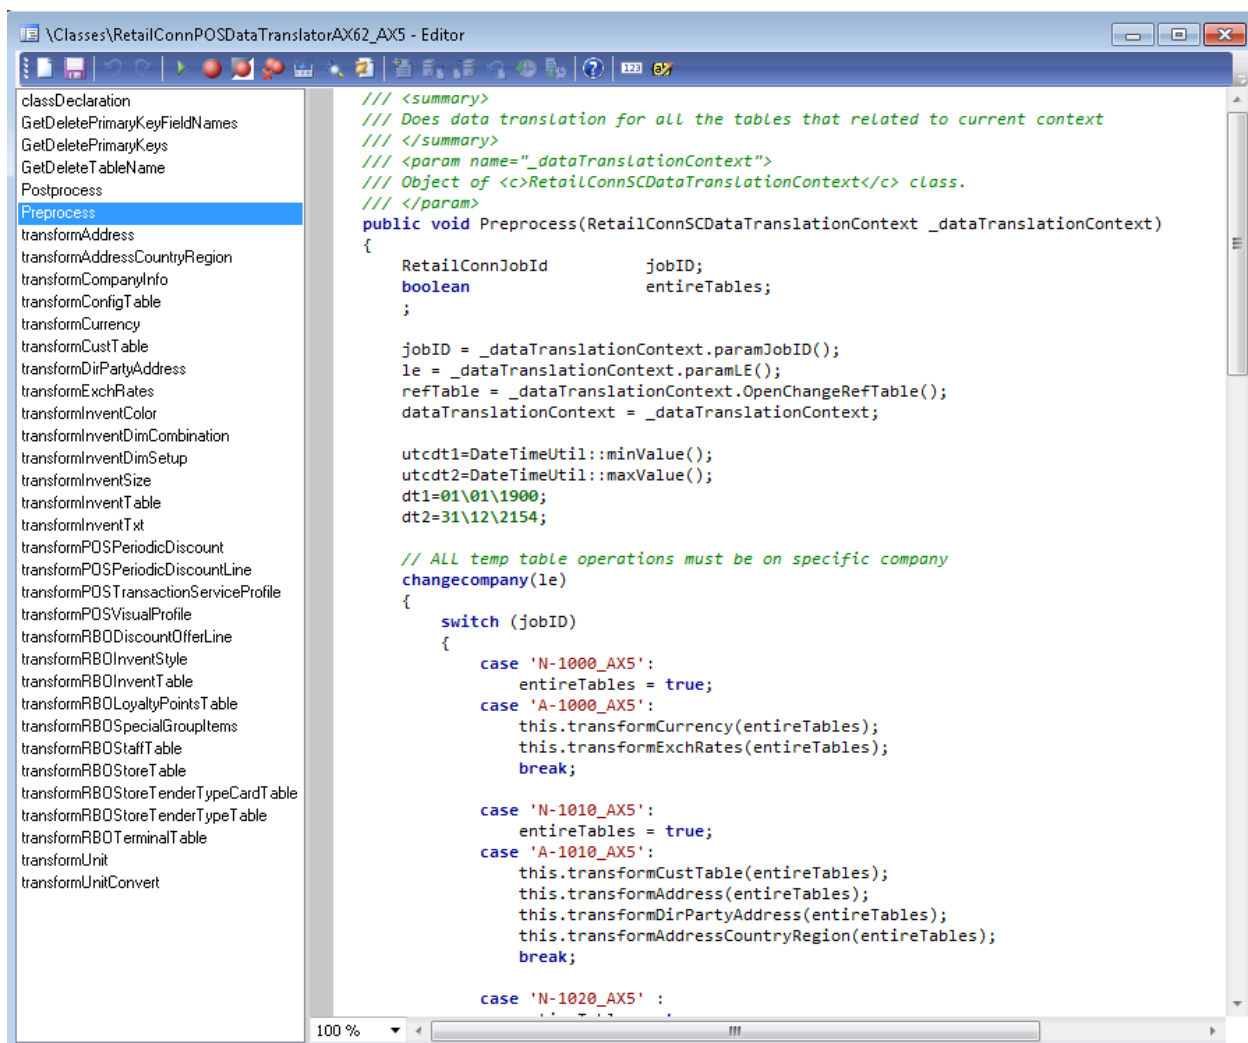 \Classes\RetailConnPOSDataTranslatorAX62_AX5 - Editor
123
classDeclaration
GetDeletePrimaryKeyFieldNames
GetDeletePrimaryKeys
GetDeleteTableName
Postprocess
Preprocess
transformAddress
transformAddressCountryRegion
transformCompanyInfo
transformConfigTable
transformCurrency
transformCustTable
transformDirPartyAddress
transformExchRates
transformInventColor
transformInventDimCombination
transformInventDimSetup
transformInventSize
transformInventTable
transformInventTxt
transformPOSPeriodicDiscount
transformPOSPeriodicDiscountLine
transformPOSTransactionServiceProfile
transformPOSVisualProfile
transformRBODiscountOfferLine
transformRBOInventStyle
transformRBOInventTable
transformRBOLoyaltyPointsTable
transformRBOSpecialGroupItems
transformRBOStaffTable
transformRBOStoreTable
transformRBOStoreTenderTypeCardTable
transformRBOStoreTenderTypeTable
transformRBOTerminalTable
transformUnit
transformUnitConvert
/// <summary>
/// Does data translation for all the tables that related to current context
/// </summary>
/// <param name="_dataTranslationContext">
/// Object of <c>RetailConnSCDataTranslationContext</c> class.
/// </param>
public void Preprocess(RetailConnSCDataTranslationContext _dataTranslationContext)
{
RetailConnJobId jobID;
boolean entireTables;
;
jobID = _dataTranslationContext.paramJobID();
le = _dataTranslationContext.paramLE();
refTable = _dataTranslationContext.OpenChangeRefTable();
dataTranslationContext = _dataTranslationContext;
utcdt1=DateTimeUtil::minValue();
utcdt2=DateTimeUtil::maxValue();
dt1=01\01\1900;
dt2=31\12\2154;
// ALL temp table operations must be on specific company
changecompany(le)
{
switch (jobID)
{
case 'N-1000_AX5':
entireTables = true;
case 'A-1000_AX5':
this.transformCurrency(entireTables);
this.transformExchRates(entireTables);
break;
case 'N-1010_AX5':
entireTables = true;
case 'A-1010_AX5':
this.transformCustTable(entireTables);
this.transformAddress(entireTables);
this.transformDirPartyAddress(entireTables);
this.transformAddressCountryRegion(entireTables);
break;
case 'N-1020_AX5' :
100 %